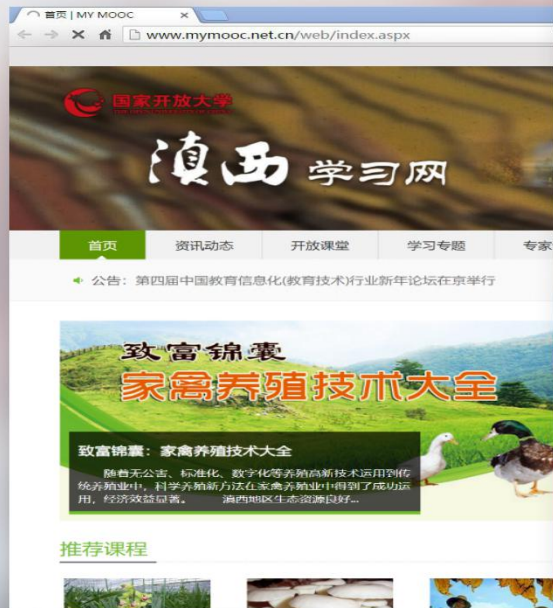 首页 | MY MOOC
www.mymooc.net.cn/web/index.aspx
国家开放大学
滇西 学习网
首页 资讯动态 开放课堂 学习专题 专家
公告：第四届中国教育信息化(教育技术)行业新年论坛在京举行
致富锦囊
家禽养殖技术大全
致富锦囊：家禽养殖技术大全
随着无公害、标准化、数字化等养殖高新技术运用到传
统养殖业中，科学养殖新方法在家禽养殖业中得到了成功运
用，经济效益显著。 滇西地区生态资源良好...
推荐课程